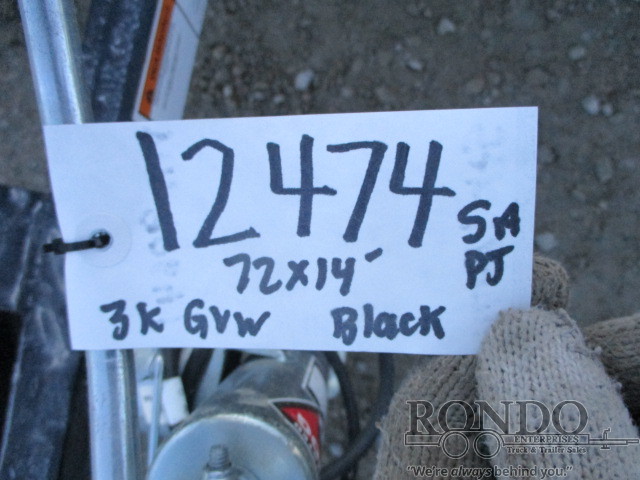 12474 SA
PJ
72x14'
3K GVW Black
RONDO
ENTERPRISES
Truck & Trailer Sales
"We're always behind you."